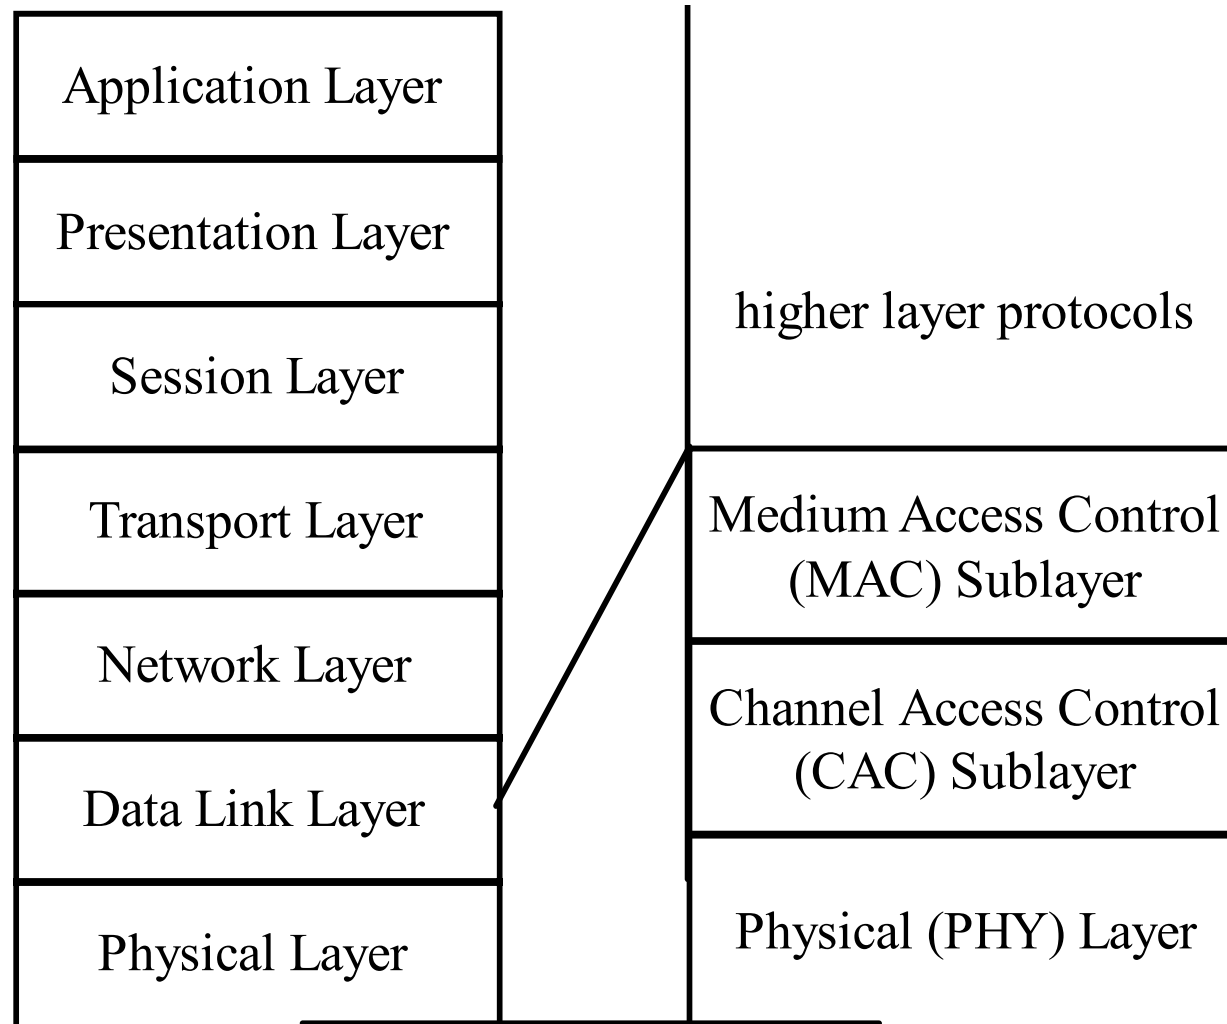 Application Layer
Presentation Layer
Session Layer
Transport Layer
Network Layer
Data Link Layer
Physical Layer
higher layer protocols
Medium Access Control
(MAC) Sublayer
Channel Access Control
(CAC) Sublayer
Physical (PHY) Layer